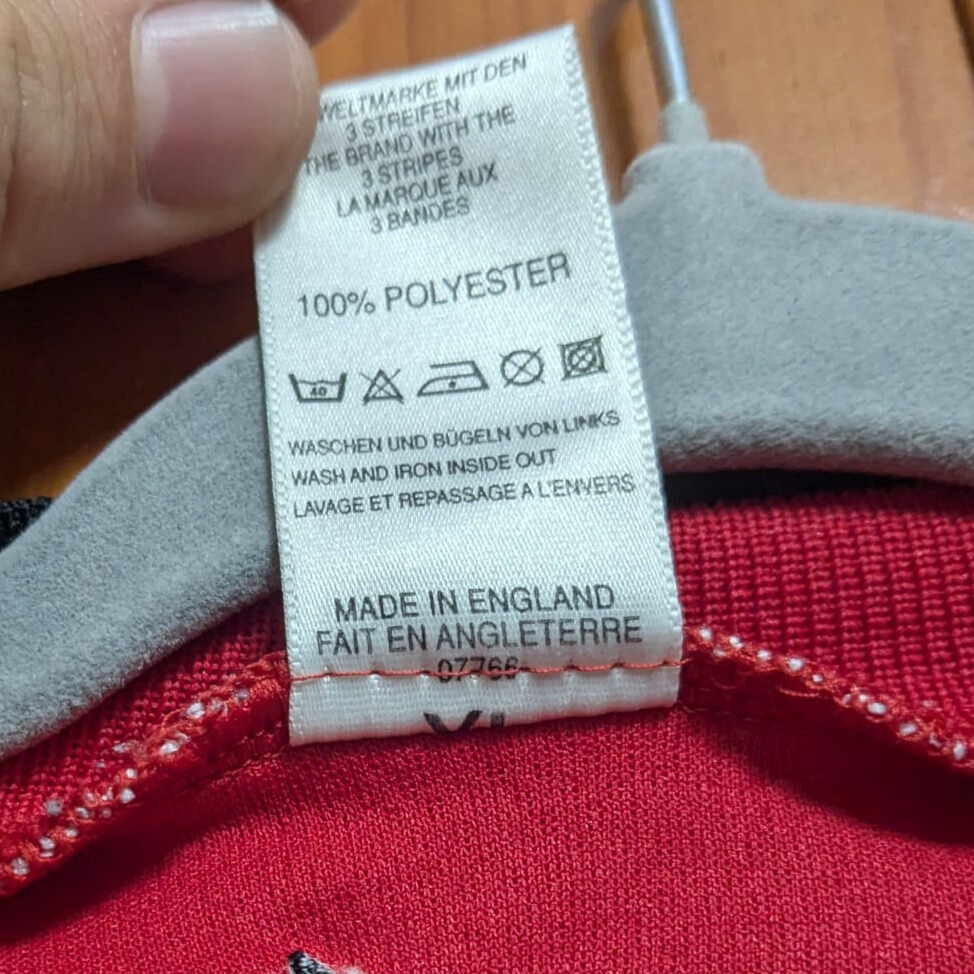 WELTMARKE MIT DEN
3 STREIFEN
THE BRAND WITH THE
3 STRIPES
LA MARQUE AUX
3 BANDES
100% POLYESTER
40
WASCHEN UND BÜGELN VON LINKS
WASH AND IRON INSIDE OUT
LAVAGE ET REPASSAGE A L'ENVERS
MADE IN ENGLAND
FAIT EN ANGLETERRE
07766